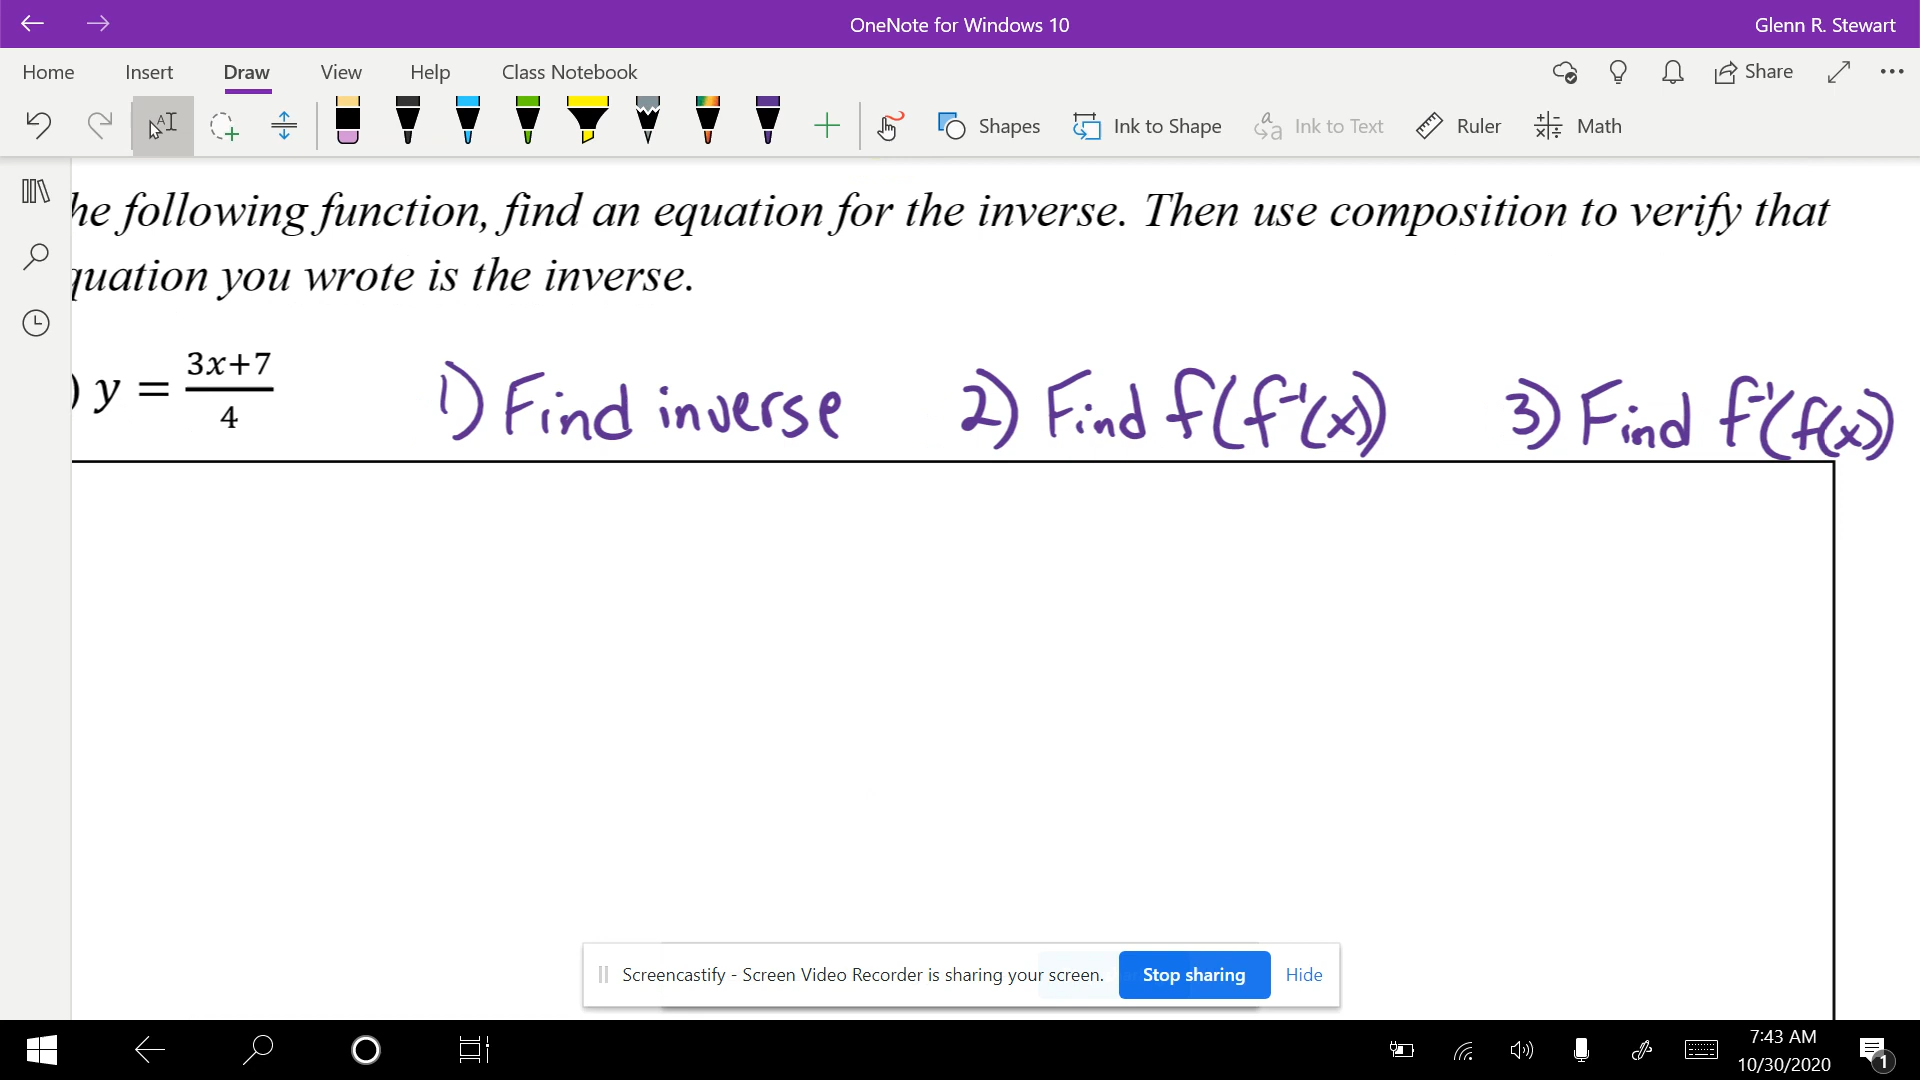 OneNote for Windows 10
Glenn R. Stewart
Home Insert Draw View Help Class Notebook
Share
Shapes Ink to Shape Ink to Text Ruler Math
he following function, find an equation for the inverse. Then use composition to verify that
quation you wrote is the inverse.
) y = (3x+7)/4
1) Find inverse 2) Find f(f⁻¹(x)) 3) Find f⁻¹(f(x))
Screencastify - Screen Video Recorder is sharing your screen. Stop sharing Hide
7:43 AM
10/30/2020
1